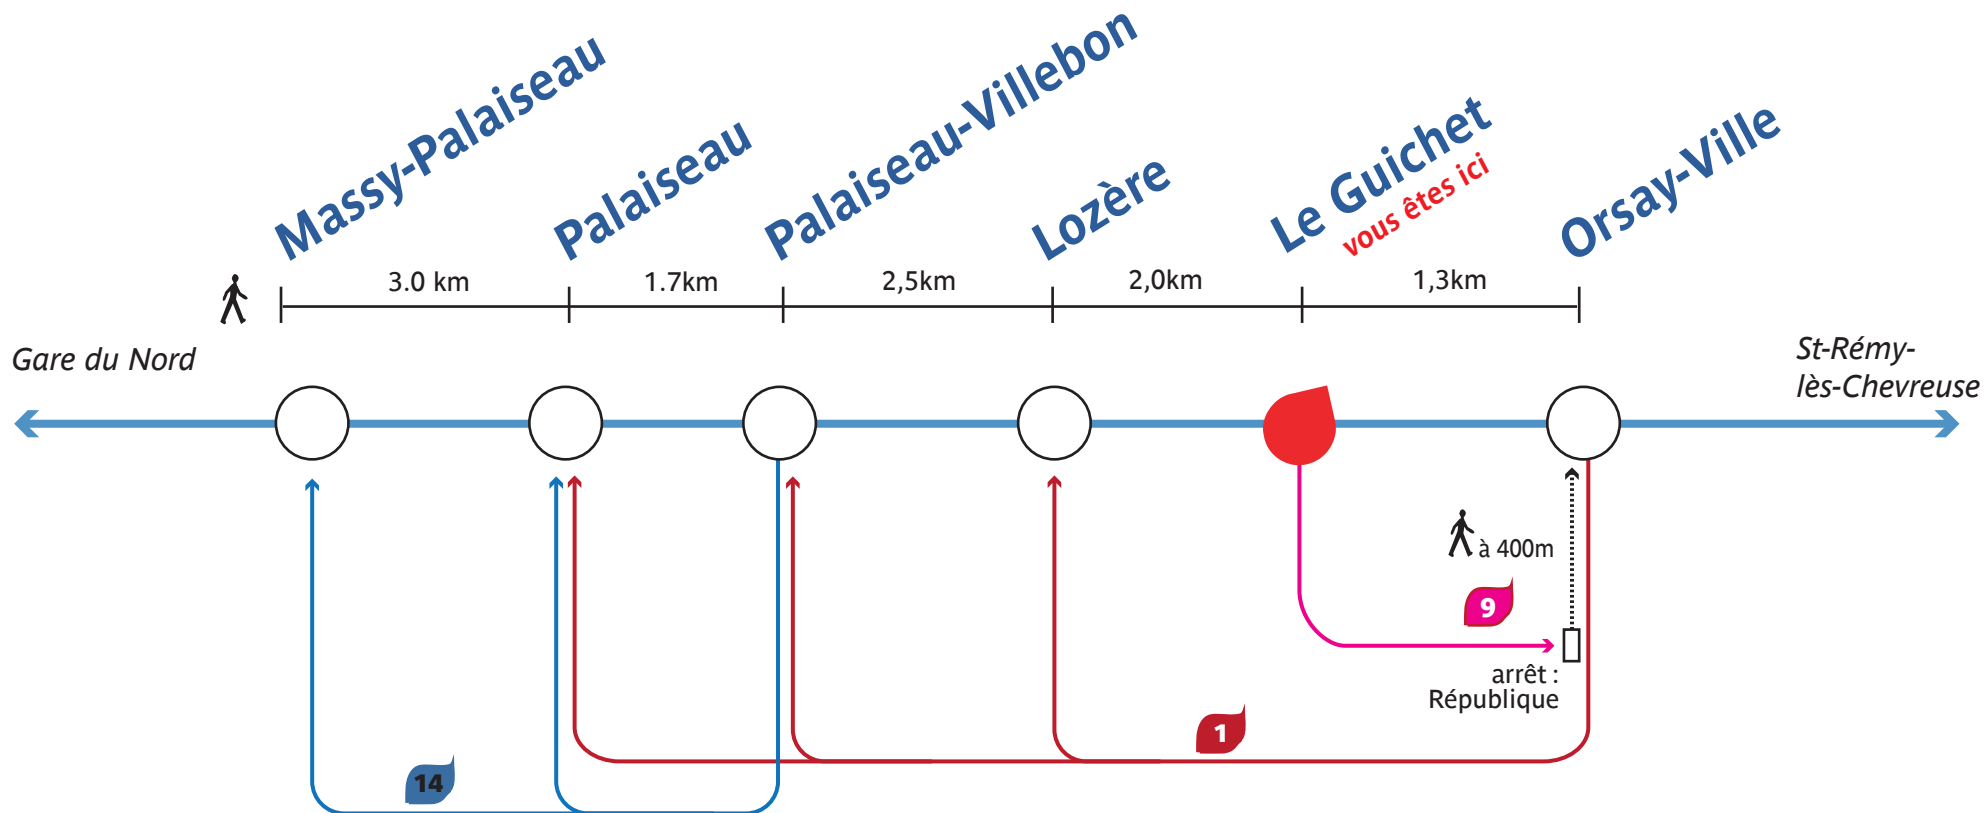 Massy-Palaiseau
Palaiseau
Palaiseau-Villebon
Lozère
Le Guichet
vous êtes ici
Orsay-Ville
3.0 km
1.7km
2,5km
2,0km
1,3km
Gare du Nord
St-Rémy-
lès-Chevreuse
à 400m
9
arrêt :
République
1
14